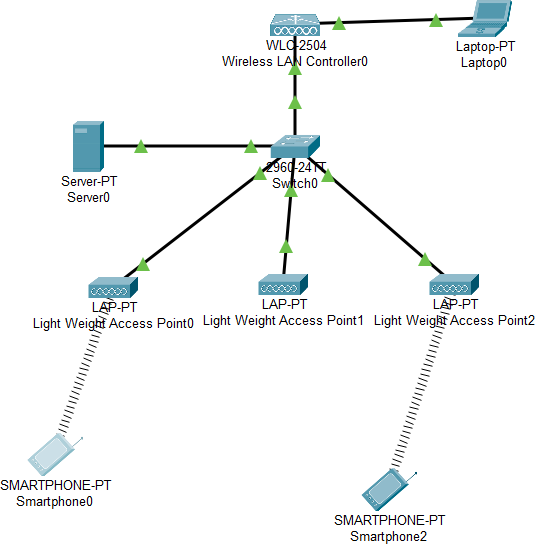 WLC-2504
Wireless LAN Controller0
Laptop-PT
Laptop0
2960-24TT
Switch0
Server-PT
Server0
LAP-PT
Light Weight Access Point0
LAP-PT
Light Weight Access Point1
LAP-PT
Light Weight Access Point2
SMARTPHONE-PT
Smartphone0
SMARTPHONE-PT
Smartphone2